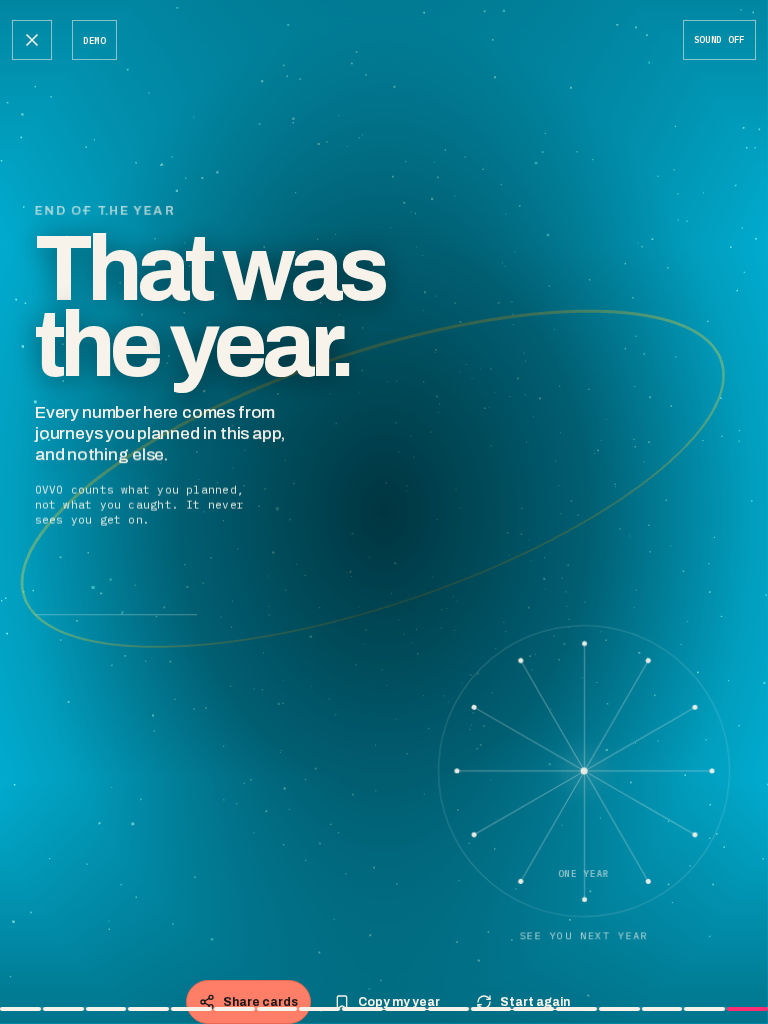 DEMO
SOUND OFF
END OF THE YEAR
That was
the year.
Every number here comes from
journeys you planned in this app,
and nothing else.
OVVO counts what you planned,
not what you caught. It never
sees you get on.
ONE YEAR
SEE YOU NEXT YEAR
Share cards
Copy my year
Start again